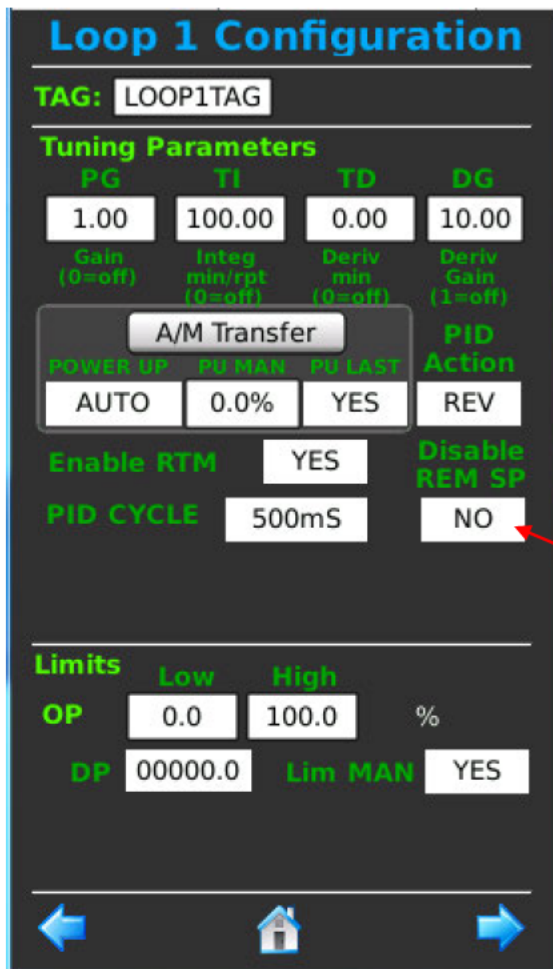 Loop 1 Configuration
TAG: LOOP1TAG
Tuning Parameters
PG TI TD DG
1.00 100.00 0.00 10.00
Gain Integ Deriv Deriv
(0=off) min/rpt min Gain
(0=off) (0=off) (1=off)
A/M Transfer PID
POWER UP PU MAN PU LAST Action
AUTO 0.0% YES REV
Enable RTM YES Disable
REM SP
PID CYCLE 500mS NO
Limits Low High
OP 0.0 100.0 %
DP 00000.0 Lim MAN YES